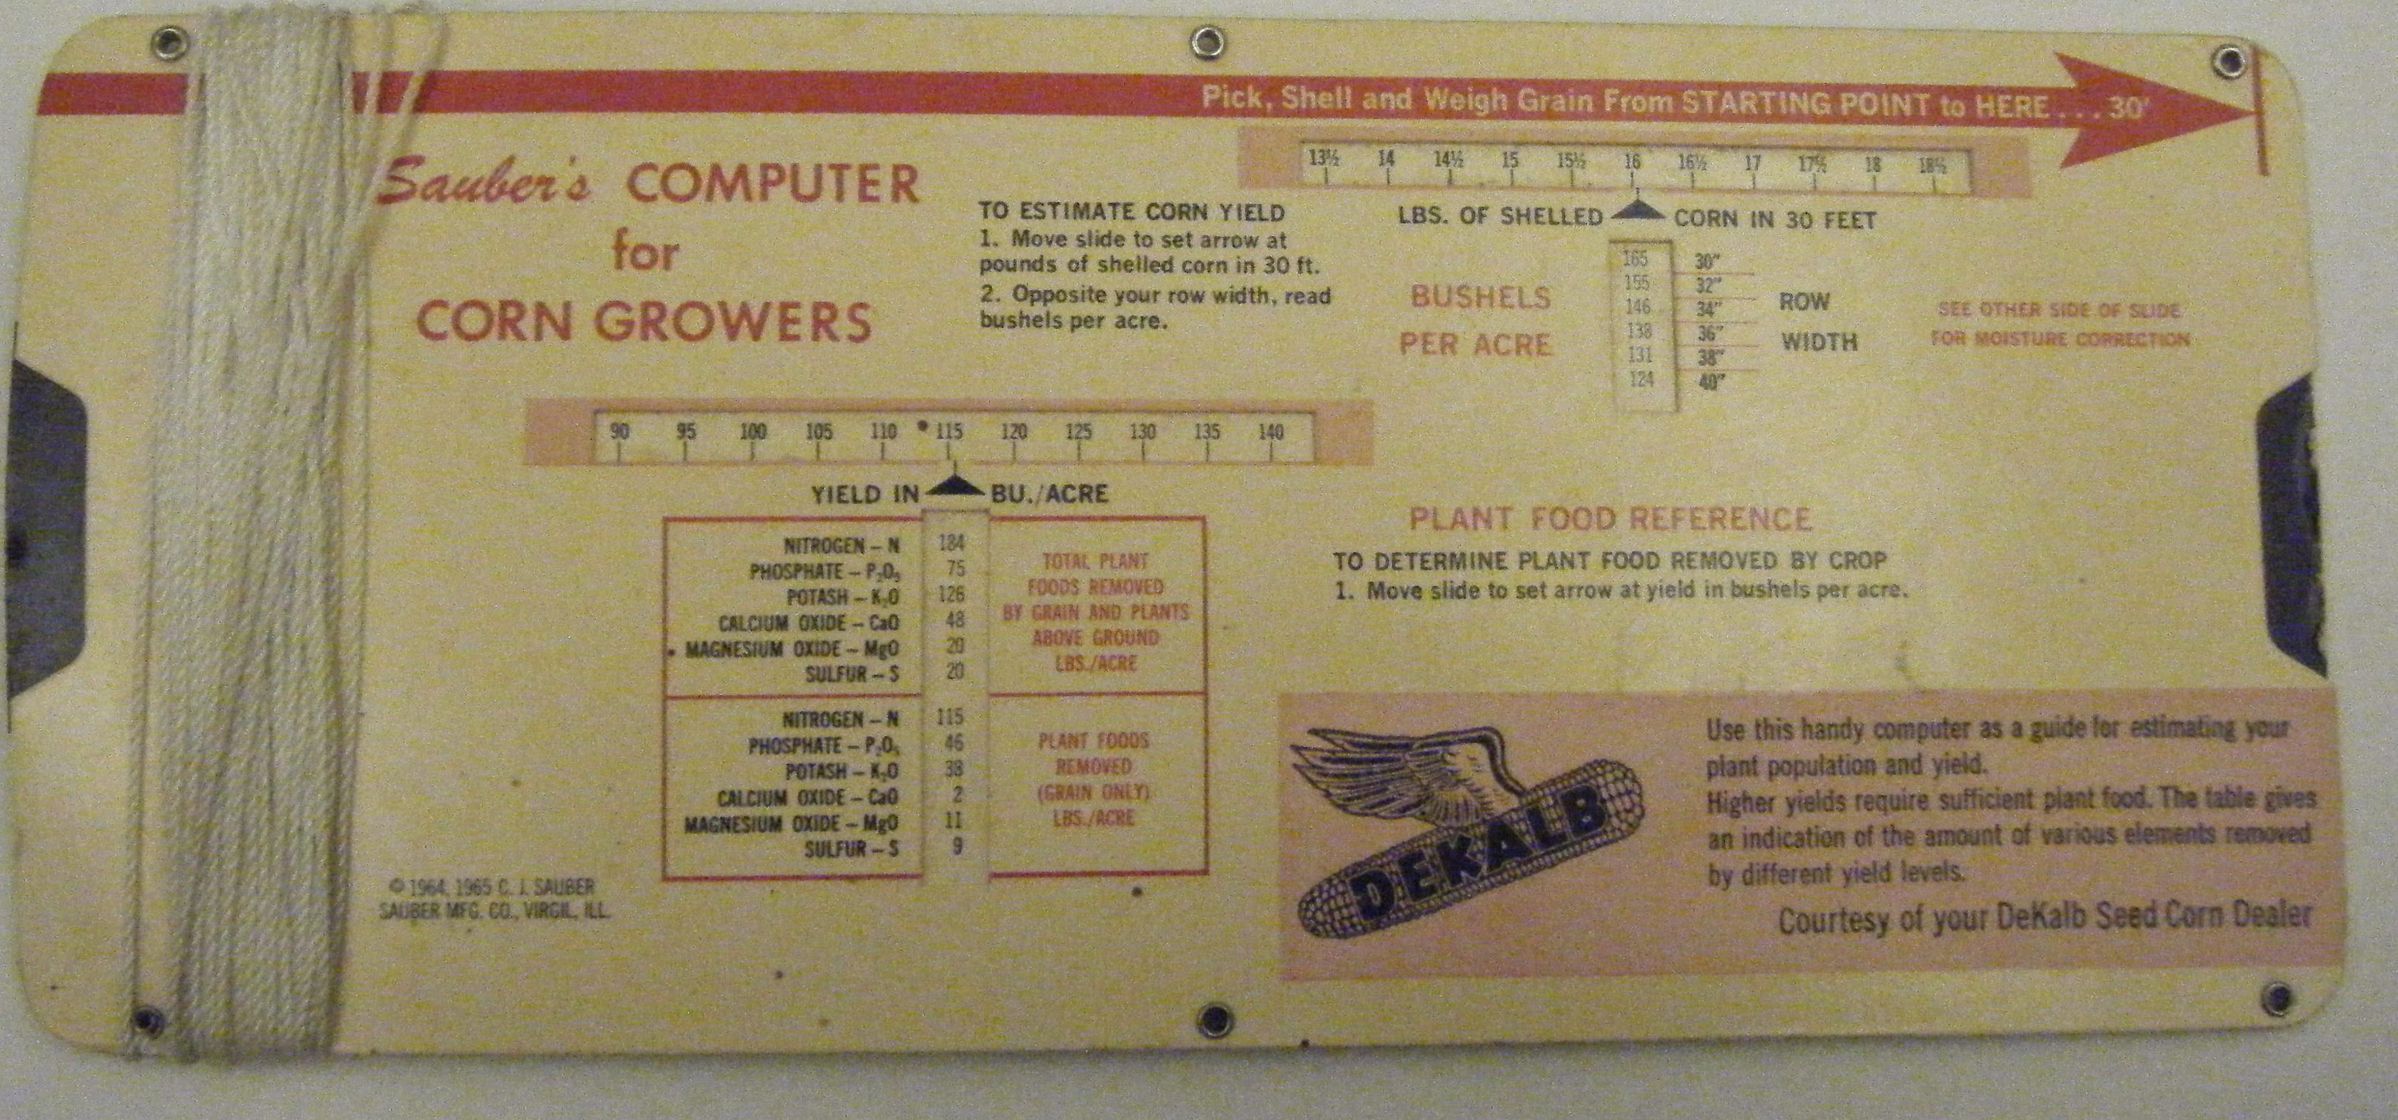 Pick, Shell and Weigh Grain From STARTING POINT to HERE . . . 30'
Sauber's COMPUTER
for
CORN GROWERS
TO ESTIMATE CORN YIELD
1. Move slide to set arrow at
pounds of shelled corn in 30 ft.
2. Opposite your row width, read
bushels per acre.
13½ 14 14½ 15 15½ 16 16½ 17 17½ 18 18½
LBS. OF SHELLED CORN IN 30 FEET
BUSHELS
PER ACRE
165 30"
155 32"
146 34"
138 36"
131 38"
124 40"
ROW
WIDTH
SEE OTHER SIDE OF SLIDE
FOR MOISTURE CORRECTION
90 95 100 105 110 115 120 125 130 135 140
YIELD IN BU./ACRE
NITROGEN – N 184
PHOSPHATE – P₂O₅ 75
POTASH – K₂O 126
CALCIUM OXIDE – CaO 48
MAGNESIUM OXIDE – MgO 20
SULFUR – S 20
TOTAL PLANT
FOODS REMOVED
BY GRAIN AND PLANTS
ABOVE GROUND
LBS./ACRE
NITROGEN – N 115
PHOSPHATE – P₂O₅ 46
POTASH – K₂O 38
CALCIUM OXIDE – CaO 2
MAGNESIUM OXIDE – MgO 11
SULFUR – S 9
PLANT FOODS
REMOVED
(GRAIN ONLY)
LBS./ACRE
PLANT FOOD REFERENCE
TO DETERMINE PLANT FOOD REMOVED BY CROP
1. Move slide to set arrow at yield in bushels per acre.
DEKALB
Use this handy computer as a guide for estimating your
plant population and yield.
Higher yields require sufficient plant food. The table gives
an indication of the amount of various elements removed
by different yield levels.
Courtesy of your DeKalb Seed Corn Dealer
© 1964, 1965 C. J. SAUBER
SAUBER MFG. CO., VIRGIL, ILL.